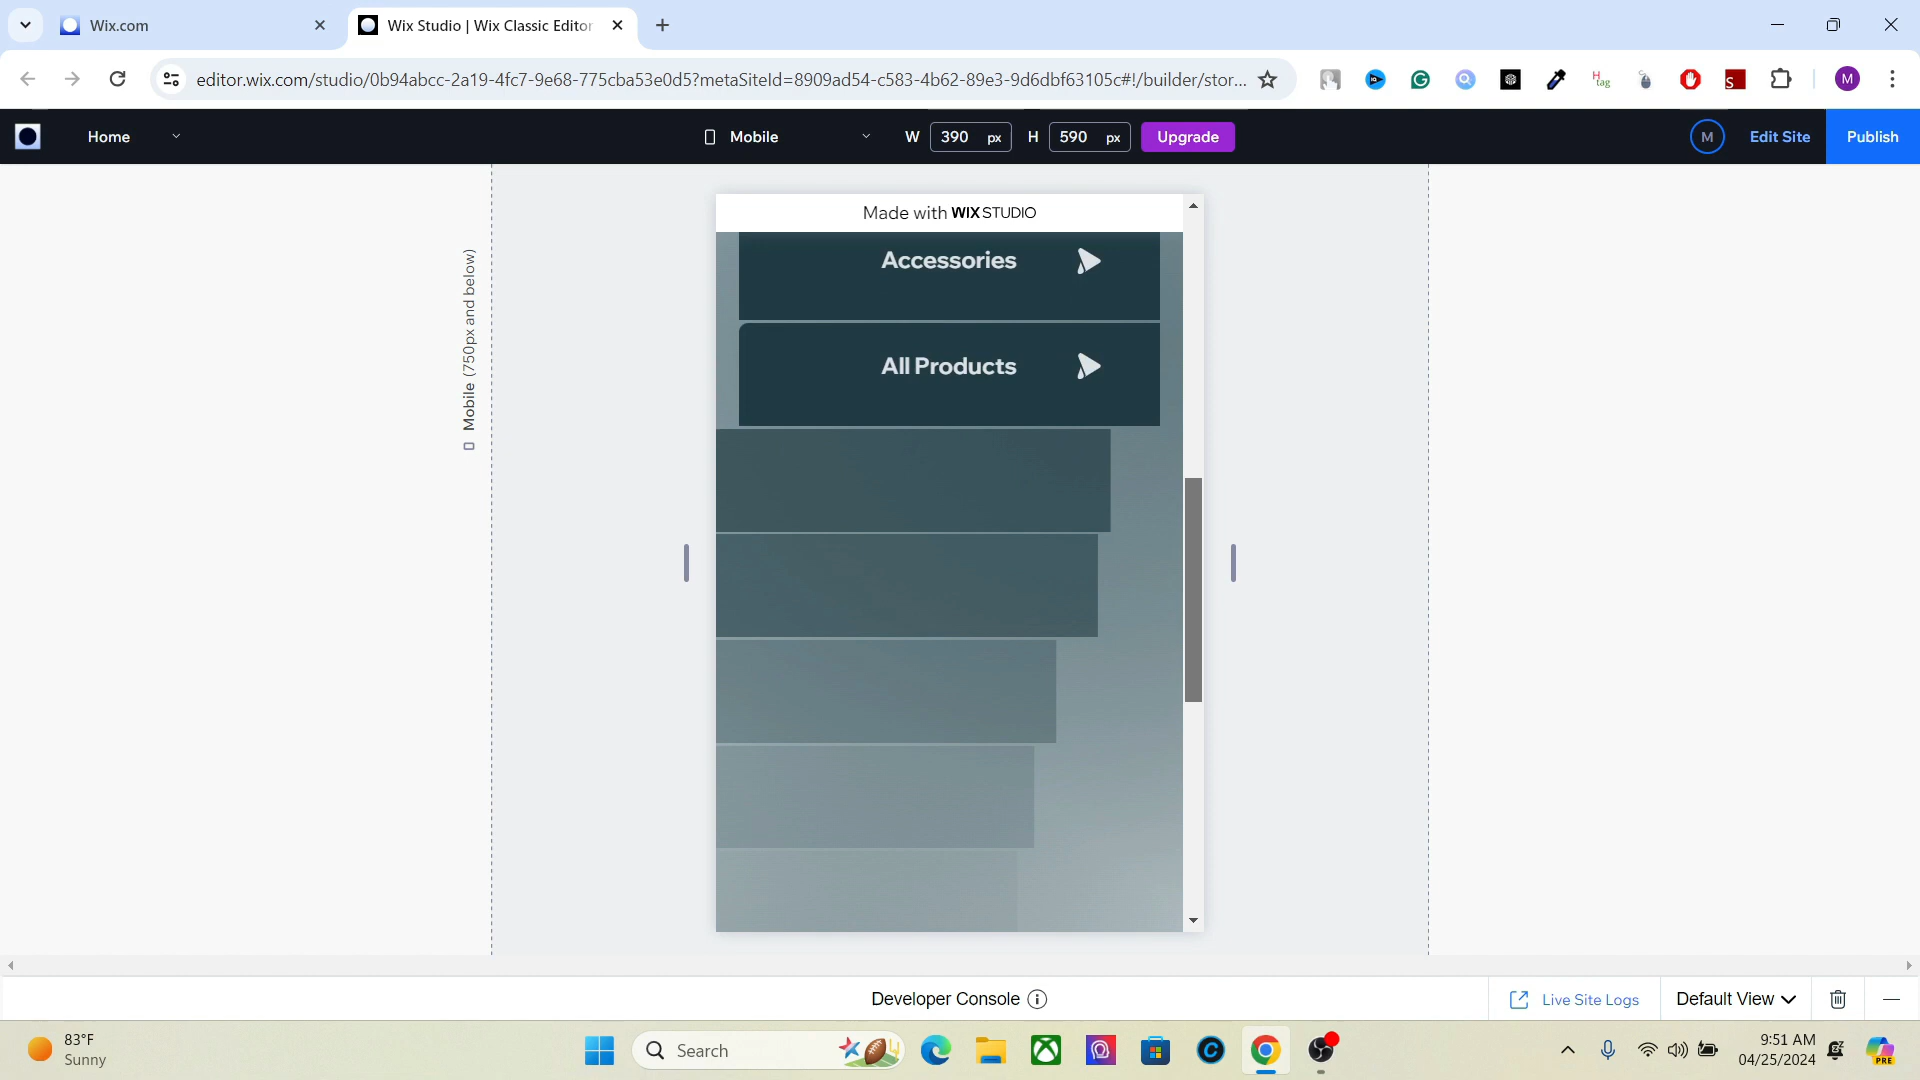 Wix.com
Wix Studio | Wix Classic Editor
editor.wix.com/studio/0b94abcc-2a19-4fc7-9e68-775cba53e0d5?metaSiteId=8909ad54-c583-4b62-89e3-9d6dbf63105c#!/builder/stor...
M
Home
Mobile
W 390 px
H 590 px
Upgrade
M
Edit Site
Publish
Mobile (750px and below)
Made with WIX STUDIO
Accessories
All Products
Developer Console
Live Site Logs
Default View
83°F
Sunny
Search
9:51 AM
04/25/2024
PRE